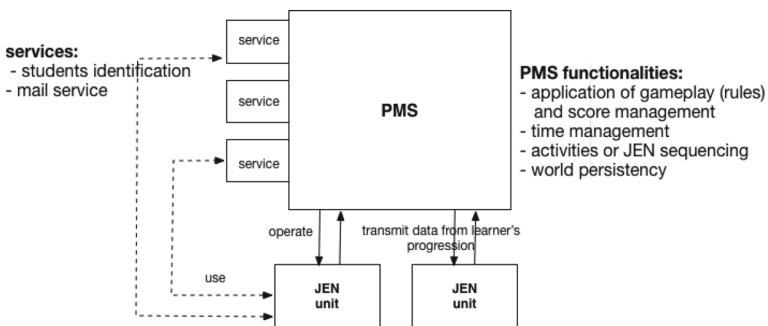 services:
- students identification
- mail service
service
service
service
PMS
PMS functionalities:
- application of gameplay (rules)
and score management
- time management
- activities or JEN sequencing
- world persistency
operate
transmit data from learner's
progression
use
JEN
unit
JEN
unit